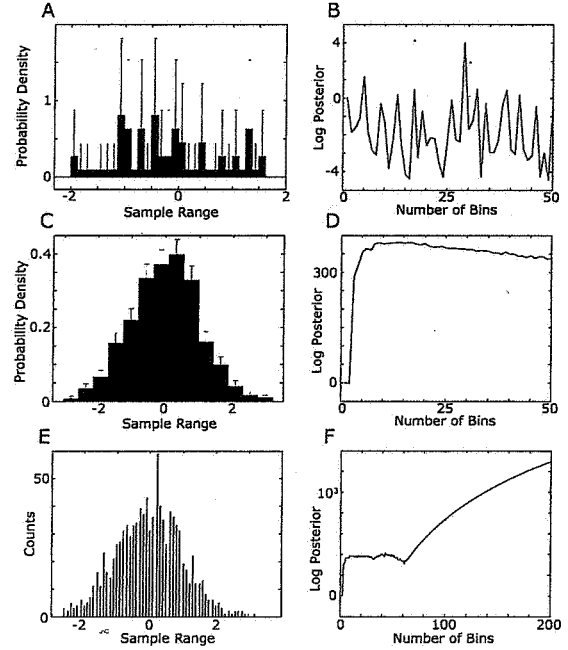 A
B
Probability Density
1
0
-2
0
2
Sample Range
Log Posterior
4
0
-4
0
25
50
Number of Bins
C
D
Probability Density
0.4
0.2
0
-2
0
2
Sample Range
Log Posterior
300
0
0
25
50
Number of Bins
E
F
Counts
50
0
-2
0
2
Sample Range
Log Posterior
10³
0
0
100
200
Number of Bins